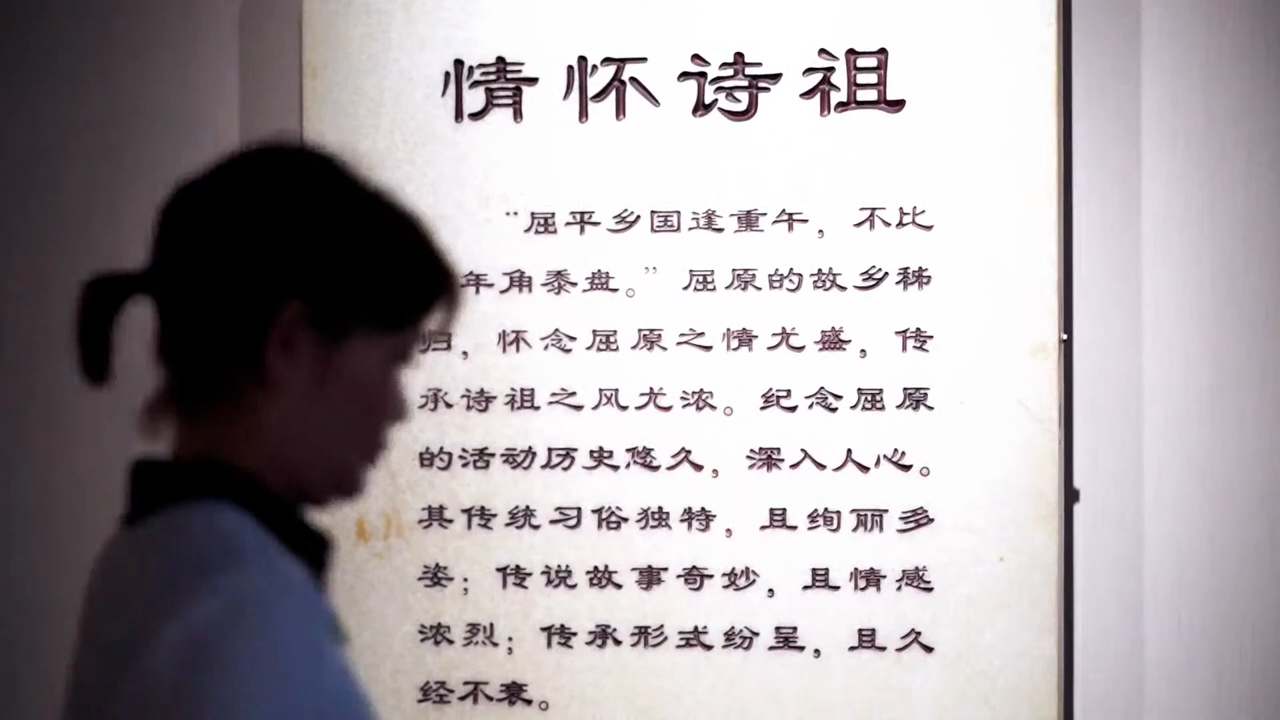 情怀诗祖
“屈平乡国逢重午，不比
年角黍盘。”屈原的故乡秭
归，怀念屈原之情尤盛，传
承诗祖之风尤浓。纪念屈原
的活动历史悠久，深入人心。
其传统习俗独特，且绚丽多
姿；传说故事奇妙，且情感
浓烈；传承形式纷呈，且久
经不衰。